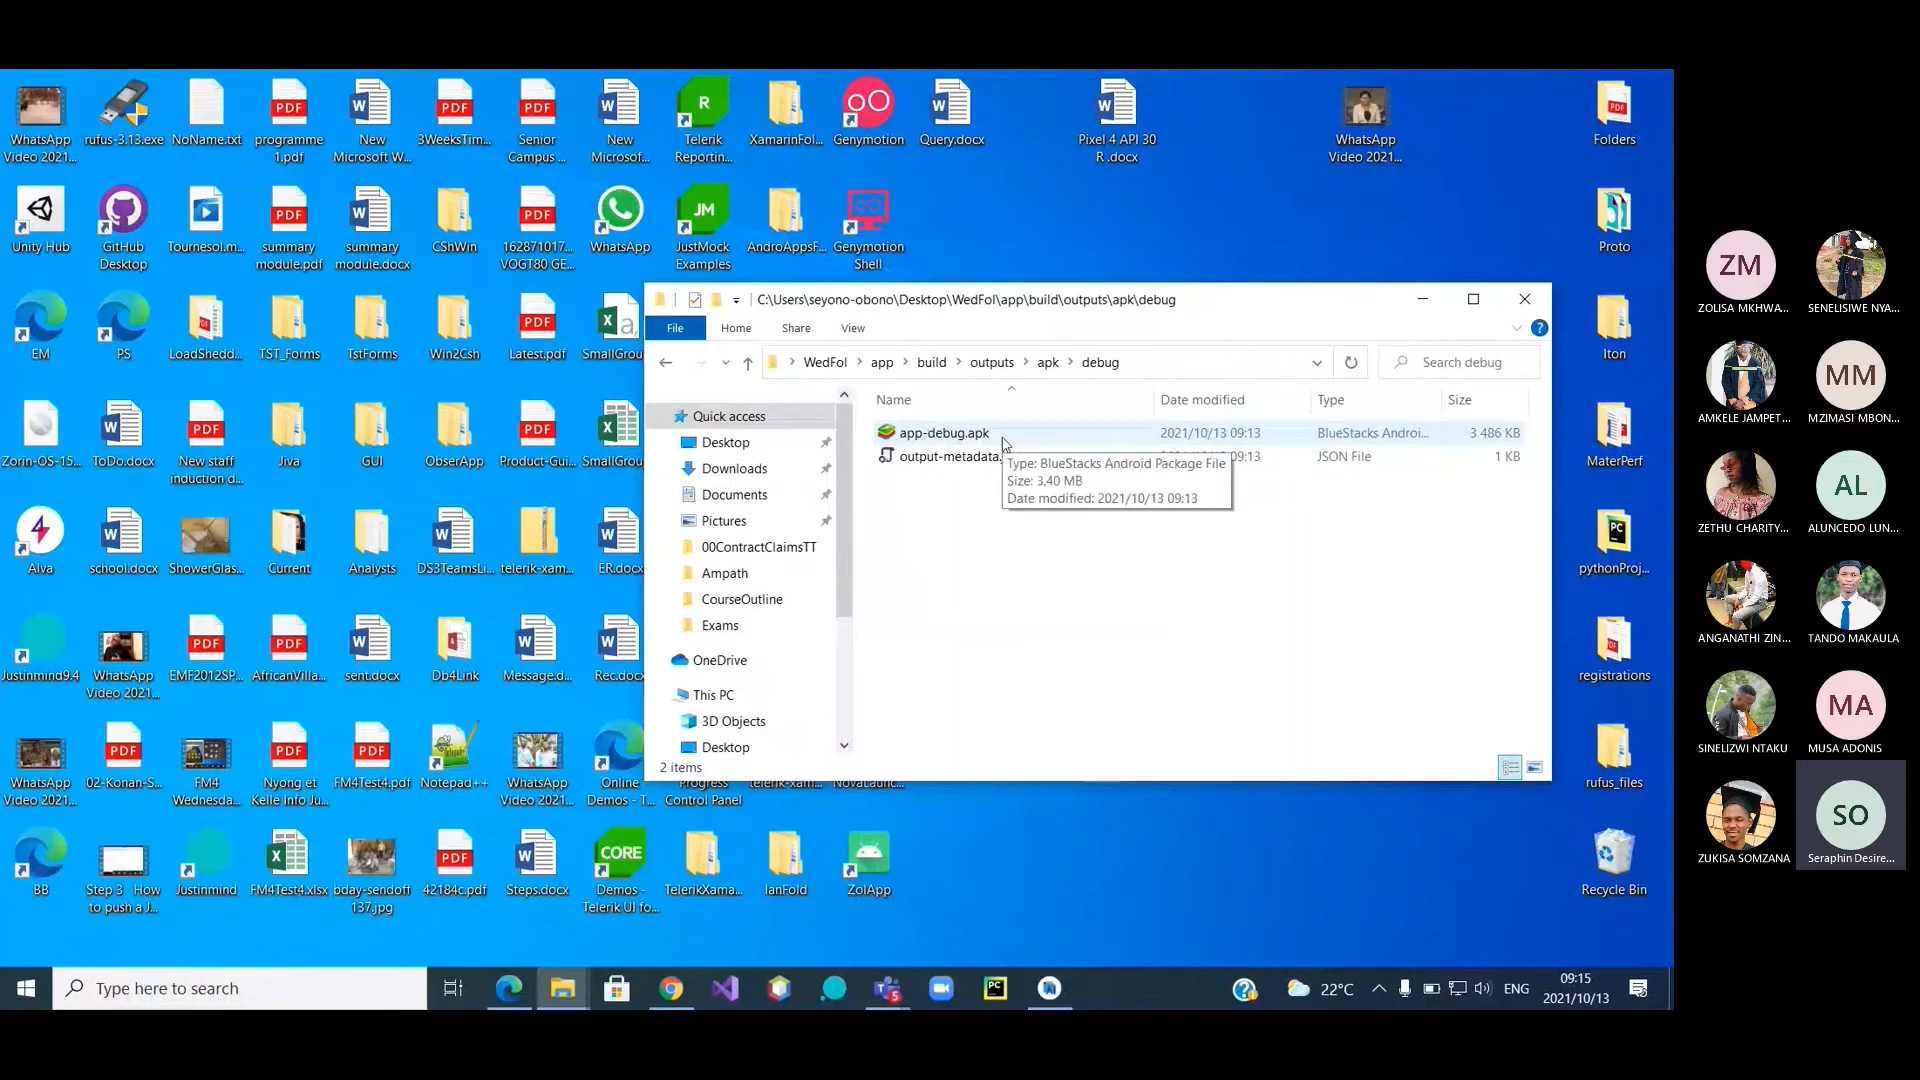 WhatsApp
Video 2021...
rufus-3.13.exe
NoName.txt
programme
1.pdf
New
Microsoft W...
3WeeksTim...
Senior
Campus ...
New
Microsof...
Telerik
Reportin...
XamarinFol...
Genymotion
Query.docx
Pixel 4 API 30
R .docx
WhatsApp
Video 2021...
Folders
Unity Hub
GitHub
Desktop
Tournesol.m...
summary
module.pdf
summary
module.docx
CShWin
162871017...
VOGT80 GE...
WhatsApp
JustMock
Examples
AndroAppsF...
Genymotion
Shell
Proto
EM
PS
LoadShedd...
TST_Forms
TstForms
Win2Csh
Latest.pdf
SmallGrou
Iton
Zorin-OS-15...
ToDo.docx
New staff
induction d...
Jiva
GUI
ObserApp
Product-Gui...
SmallGrou
MaterPerf
Alva
school.docx
ShowerGlas...
Current
Analysts
DS3TeamsLi...
telerik-xam...
ER.docx
pythonProj...
Justinmind9.4
WhatsApp
Video 2021...
EMF2012SP...
AfricanVilla...
sent.docx
Db4Link
Message.d...
Rec.docx
registrations
WhatsApp
Video 2021...
02-Konan-S...
FM4
Wednesda...
Nyong et
Kelle Info Ju...
FM4Test4.pdf
Notepad++
WhatsApp
Video 2021...
Online
Demos - T...
Progress
Control Panel
telerik-xam...
NovaLaunc...
rufus_files
BB
Step 3 How
to push a J...
Justinmind
FM4Test4.xlsx
bday-sendoff
137.jpg
42184c.pdf
Steps.docx
Demos -
Telerik UI fo...
TelerikXama...
IanFold
ZolApp
Recycle Bin
C:\Users\seyono-obono\Desktop\WedFol\app\build\outputs\apk\debug
File Home Share View
WedFol > app > build > outputs > apk > debug
Search debug
Quick access
Desktop
Downloads
Documents
Pictures
00ContractClaimsTT
Ampath
CourseOutline
Exams
OneDrive
This PC
3D Objects
Desktop
Name Date modified Type Size
app-debug.apk 2021/10/13 09:13 BlueStacks Androi... 3 486 KB
output-metadata. 09:13 JSON File 1 KB
Type: BlueStacks Android Package File
Size: 3,40 MB
Date modified: 2021/10/13 09:13
2 items
PDF
R
JM
CORE
PC
Type here to search
PC
5
22°C
ENG
09:15
2021/10/13
ZM
ZOLISA MKHWA...
SENELISIWE NYA...
AMKELE JAMPET...
MM
MZIMASI MBON...
ZETHU CHARITY...
AL
ALUNCEDO LUN...
ANGANATHI ZIN...
TANDO MAKAULA
SINELIZWI NTAKU
MA
MUSA ADONIS
ZUKISA SOMZANA
SO
Seraphin Desire...